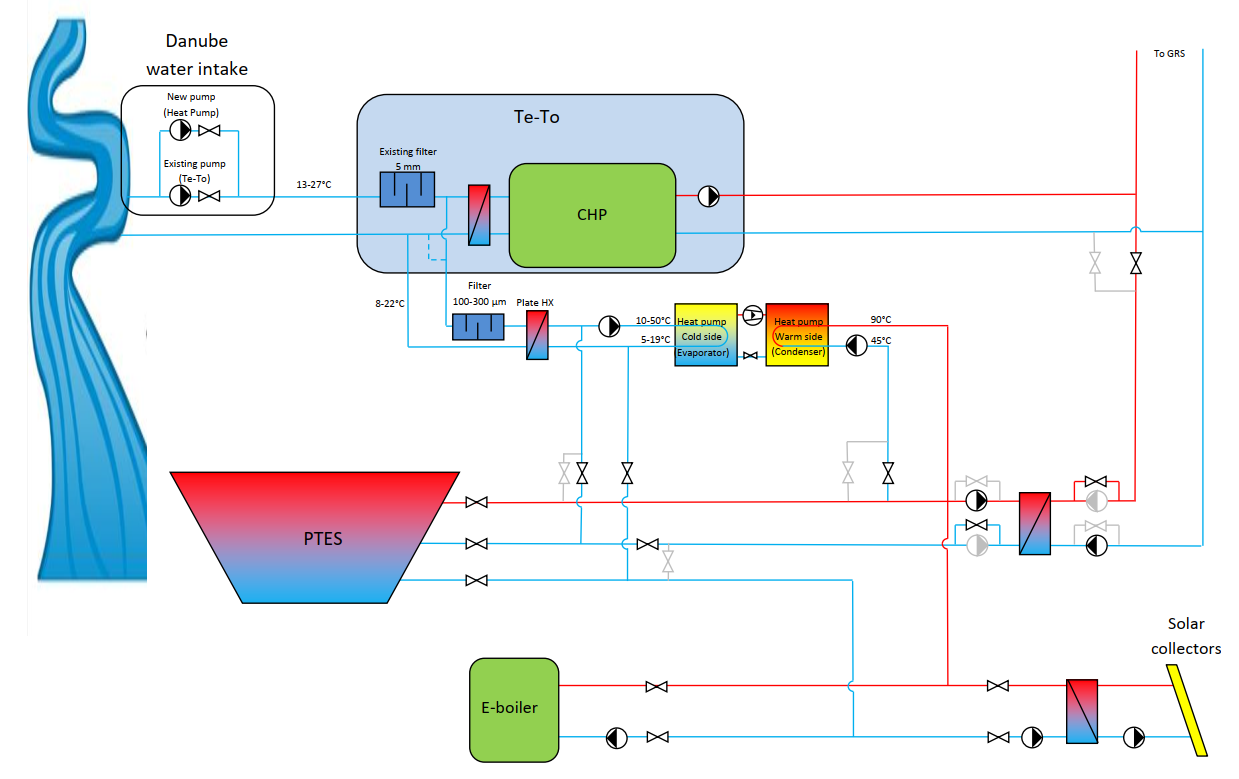 Danube
water intake
New pump
(Heat Pump)
Existing pump
(Te-To)
13-27°C
Te-To
Existing filter
5 mm
CHP
To GRS
8-22°C
Filter
100-300 µm
Plate HX
10-50°C
5-19°C
Heat pump
Cold side
(Evaporator)
Heat pump
Warm side
(Condenser)
90°C
45°C
PTES
E-boiler
Solar
collectors